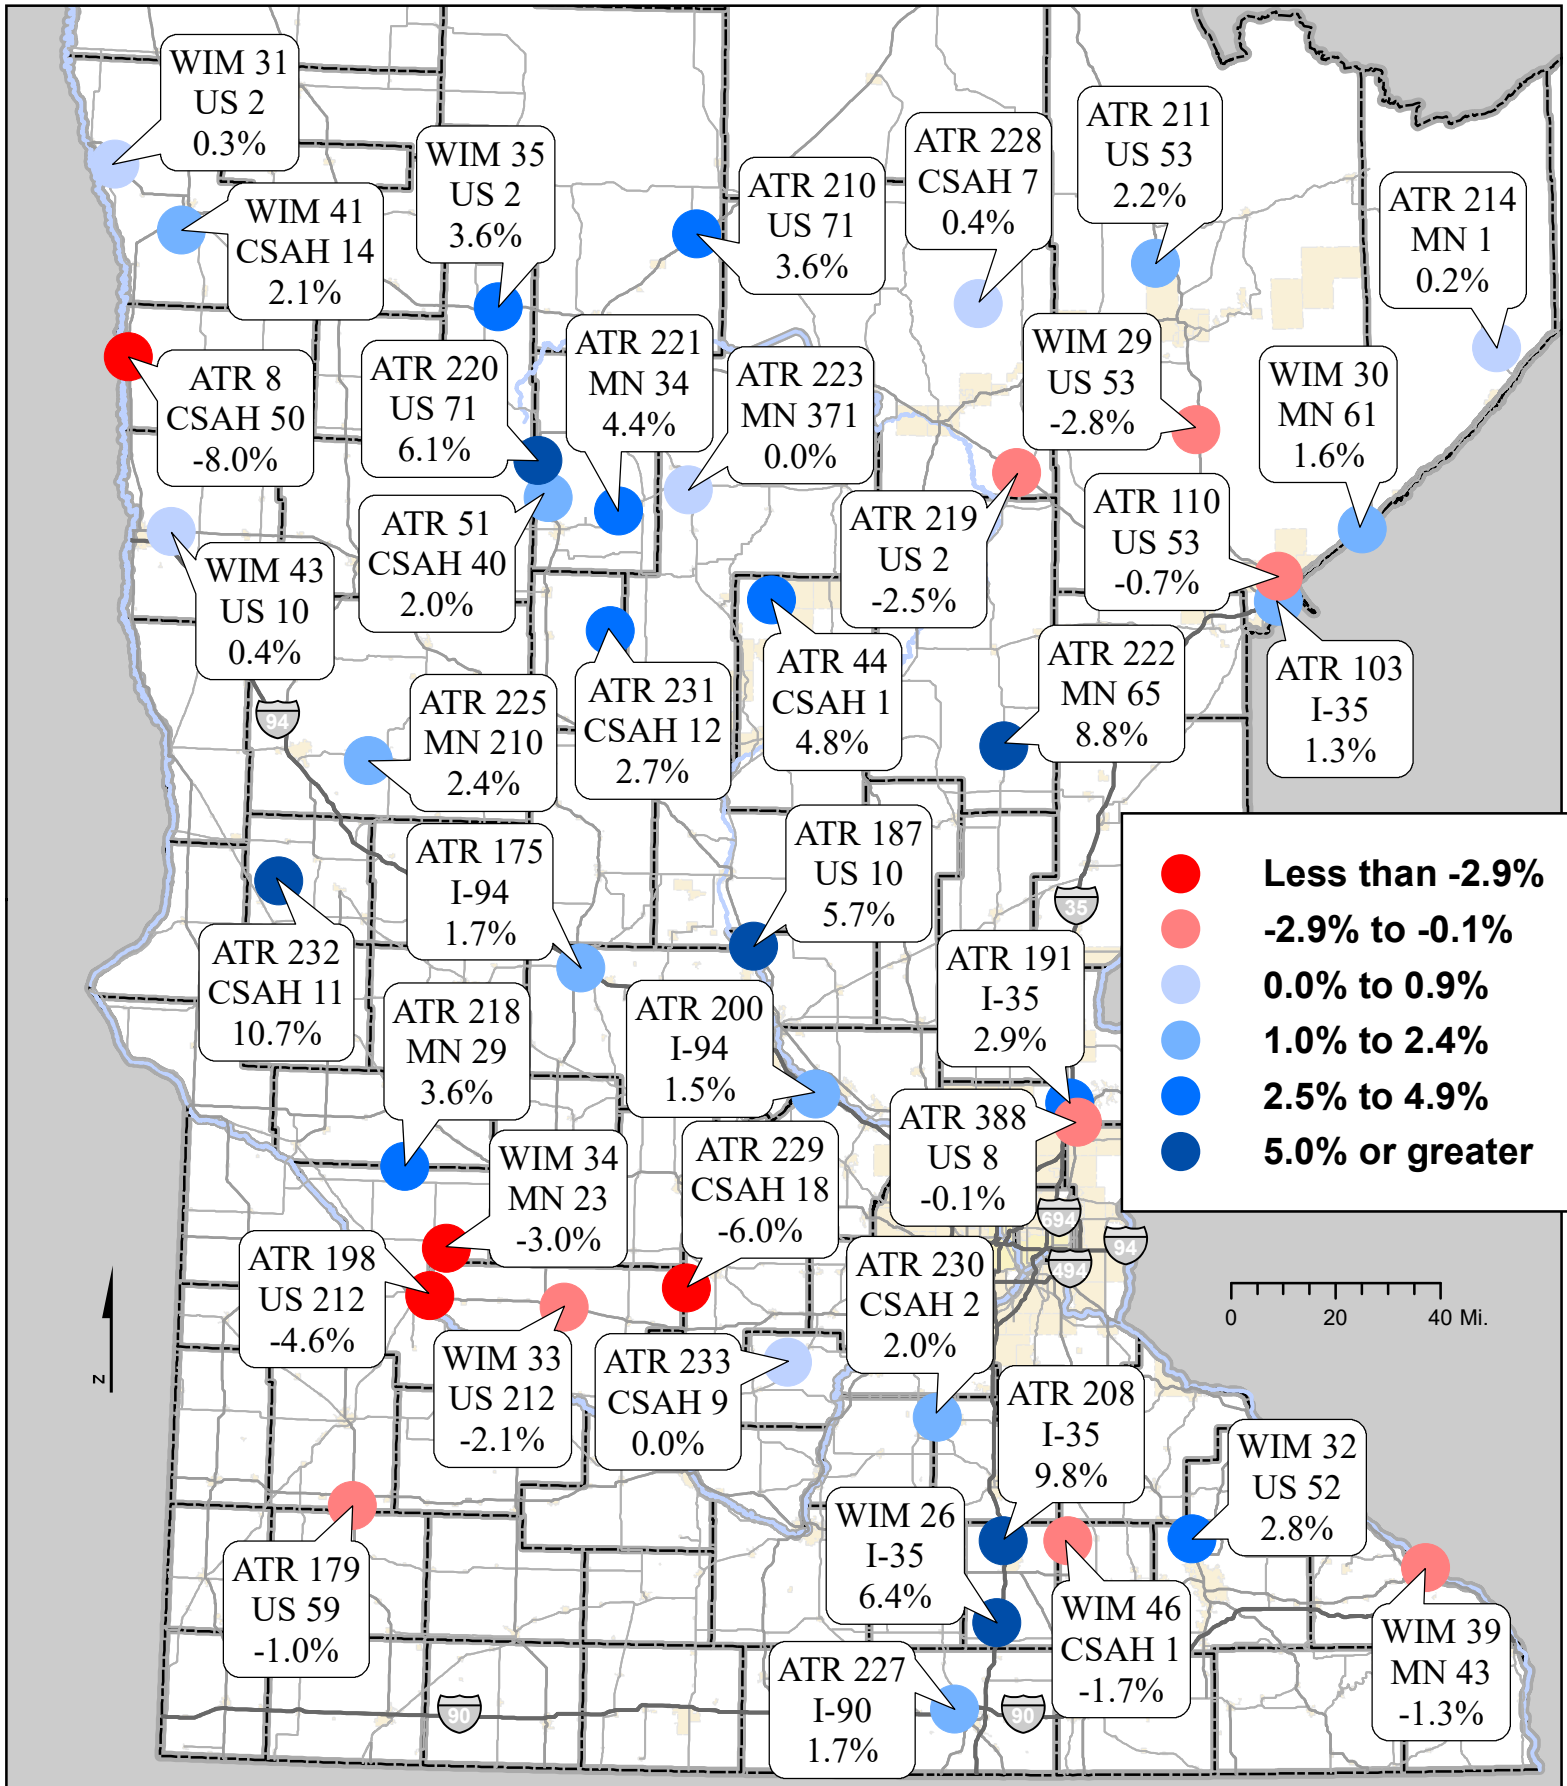 WIM 31
US 2
0.3%
WIM 41
CSAH 14
2.1%
WIM 35
US 2
3.6%
ATR 210
US 71
3.6%
ATR 228
CSAH 7
0.4%
ATR 211
US 53
2.2%
ATR 214
MN 1
0.2%
ATR 8
CSAH 50
-8.0%
ATR 220
US 71
6.1%
ATR 221
MN 34
4.4%
ATR 223
MN 371
0.0%
WIM 29
US 53
-2.8%
WIM 30
MN 61
1.6%
ATR 51
CSAH 40
2.0%
ATR 219
US 2
-2.5%
ATR 110
US 53
-0.7%
WIM 43
US 10
0.4%
ATR 225
MN 210
2.4%
ATR 231
CSAH 12
2.7%
ATR 44
CSAH 1
4.8%
ATR 222
MN 65
8.8%
ATR 103
I-35
1.3%
94
ATR 175
I-94
1.7%
ATR 187
US 10
5.7%
35
Less than -2.9%
-2.9% to -0.1%
0.0% to 0.9%
1.0% to 2.4%
2.5% to 4.9%
5.0% or greater
ATR 232
CSAH 11
10.7%
ATR 218
MN 29
3.6%
ATR 200
I-94
1.5%
ATR 191
I-35
2.9%
ATR 388
US 8
-0.1%
WIM 34
MN 23
-3.0%
ATR 229
CSAH 18
-6.0%
694
94
494
ATR 198
US 212
-4.6%
WIM 33
US 212
-2.1%
ATR 233
CSAH 9
0.0%
ATR 230
CSAH 2
2.0%
0 20 40 Mi.
N
ATR 208
I-35
9.8%
WIM 32
US 52
2.8%
WIM 26
I-35
6.4%
ATR 179
US 59
-1.0%
WIM 46
CSAH 1
-1.7%
WIM 39
MN 43
-1.3%
ATR 227
I-90
1.7%
90
90